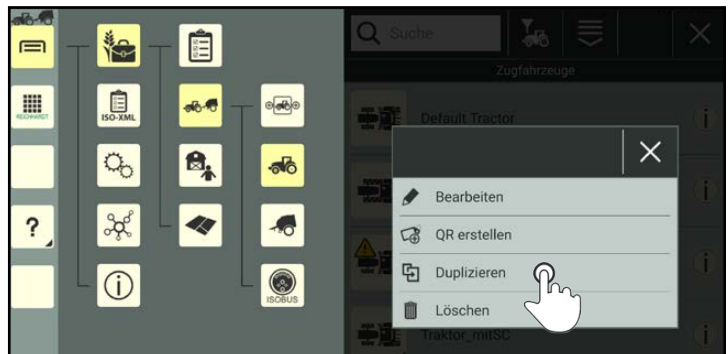 Suche
Zugfahrzeuge
REICHHARDT
ISO-XML
Default Tractor
Bearbeiten
?
QR erstellen
Duplizieren
ISOBUS
Löschen
Traktor_mitSC